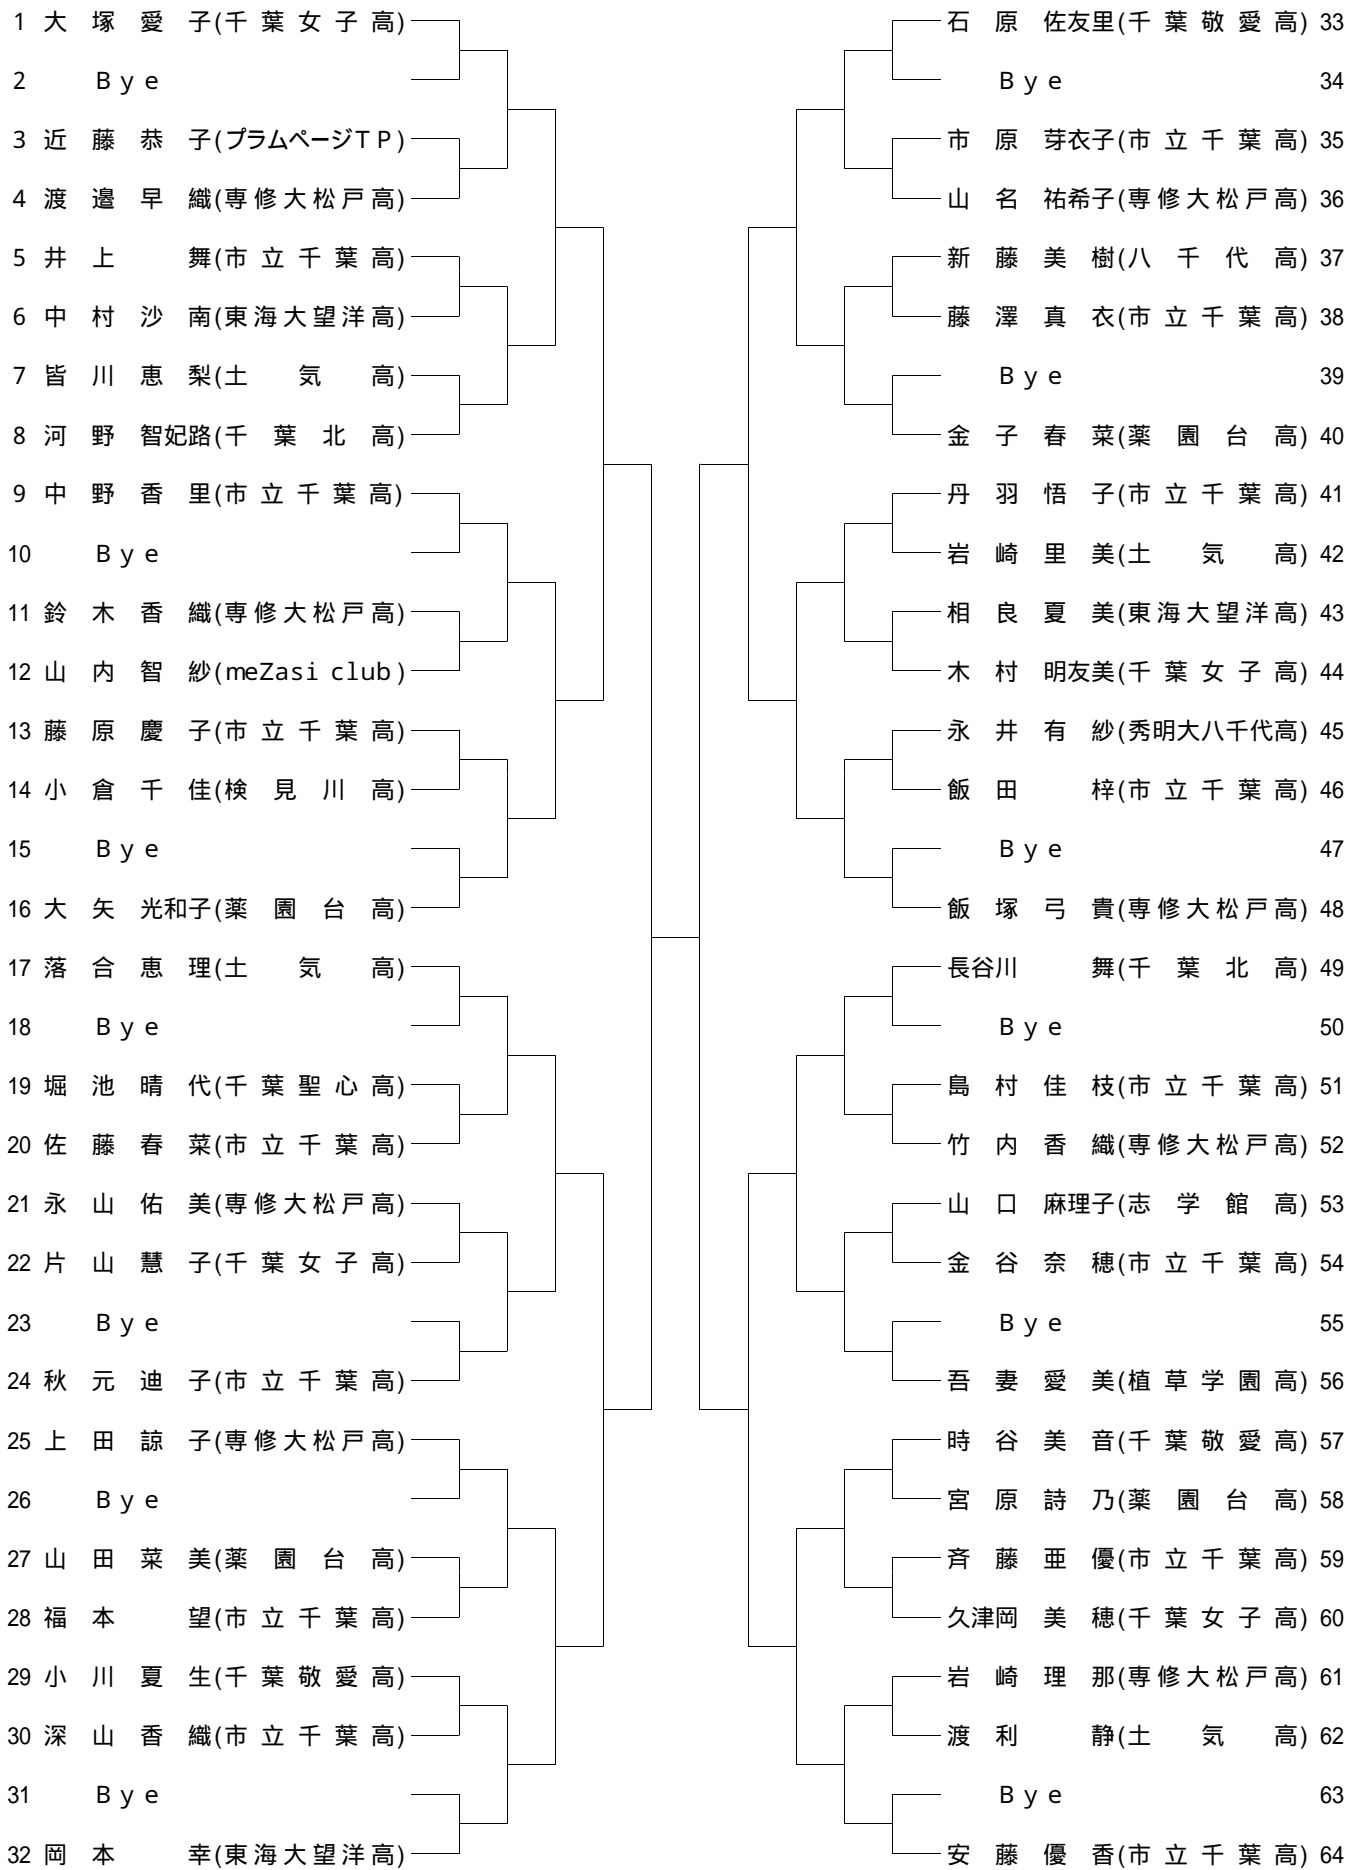 1 大塚愛子(千葉女子高)
2 Bye
3 近藤恭子(プラムページTP)
4 渡邉早織(専修大松戸高)
5 井上舞(市立千葉高)
6 中村沙南(東海大望洋高)
7 皆川恵梨(土気高)
8 河野智妃路(千葉北高)
9 中野香里(市立千葉高)
10 Bye
11 鈴木香織(専修大松戸高)
12 山内智紗(meZasi club)
13 藤原慶子(市立千葉高)
14 小倉千佳(検見川高)
15 Bye
16 大矢光和子(薬園台高)
17 落合恵理(土気高)
18 Bye
19 堀池晴代(千葉聖心高)
20 佐藤春菜(市立千葉高)
21 永山佑美(専修大松戸高)
22 片山慧子(千葉女子高)
23 Bye
24 秋元迪子(市立千葉高)
25 上田諒子(専修大松戸高)
26 Bye
27 山田菜美(薬園台高)
28 福本望(市立千葉高)
29 小川夏生(千葉敬愛高)
30 深山香織(市立千葉高)
31 Bye
32 岡本幸(東海大望洋高)
石原佐友里(千葉敬愛高) 33
Bye 34
市原芽衣子(市立千葉高) 35
山名祐希子(専修大松戸高) 36
新藤美樹(八千代高) 37
藤澤真衣(市立千葉高) 38
Bye 39
金子春菜(薬園台高) 40
丹羽悟子(市立千葉高) 41
岩崎里美(土気高) 42
相良夏美(東海大望洋高) 43
木村明友美(千葉女子高) 44
永井有紗(秀明大八千代高) 45
飯田梓(市立千葉高) 46
Bye 47
飯塚弓貴(専修大松戸高) 48
長谷川舞(千葉北高) 49
Bye 50
島村佳枝(市立千葉高) 51
竹内香織(専修大松戸高) 52
山口麻理子(志学館高) 53
金谷奈穂(市立千葉高) 54
Bye 55
吾妻愛美(植草学園高) 56
時谷美音(千葉敬愛高) 57
宮原詩乃(薬園台高) 58
斉藤亜優(市立千葉高) 59
久津岡美穂(千葉女子高) 60
岩崎理那(専修大松戸高) 61
渡利静(土気高) 62
Bye 63
安藤優香(市立千葉高) 64